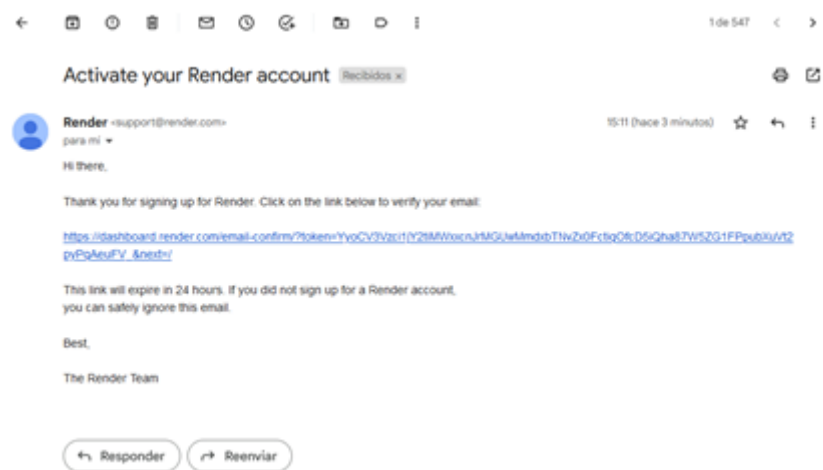 1 de 547
Activate your Render account Recibidos x
Render <support@render.com> 15:11 (hace 3 minutos)
para mí
Hi there,
Thank you for signing up for Render. Click on the link below to verify your email:
https://dashboard.render.com/email-confirm/?token=
&next=/
This link will expire in 24 hours. If you did not sign up for a Render account,
you can safely ignore this email.
Best,
The Render Team
Responder Reenviar